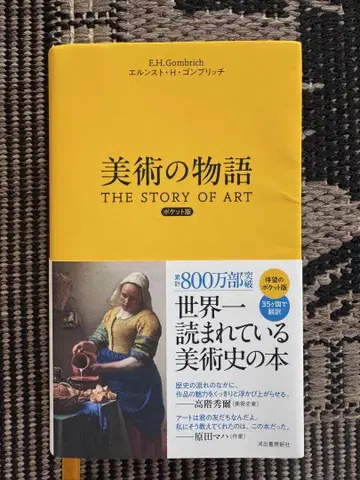 E.H.Gombrich
エルンスト・H・ゴンブリッチ
美術の物語
THE STORY OF ART
ポケット版
累計800万部突破
待望の
ポケット版
35ヶ国で
翻訳
世界一
読まれている
美術史の本
歴史の流れのなかに、
作品の魅力をくっきりと浮かび上がらせる。
——高階秀爾(美術史家)
アートは君の友だちなんだよ。
私にそう教えてくれたのは、この本だった。
——原田マハ(作家)
河出書房新社